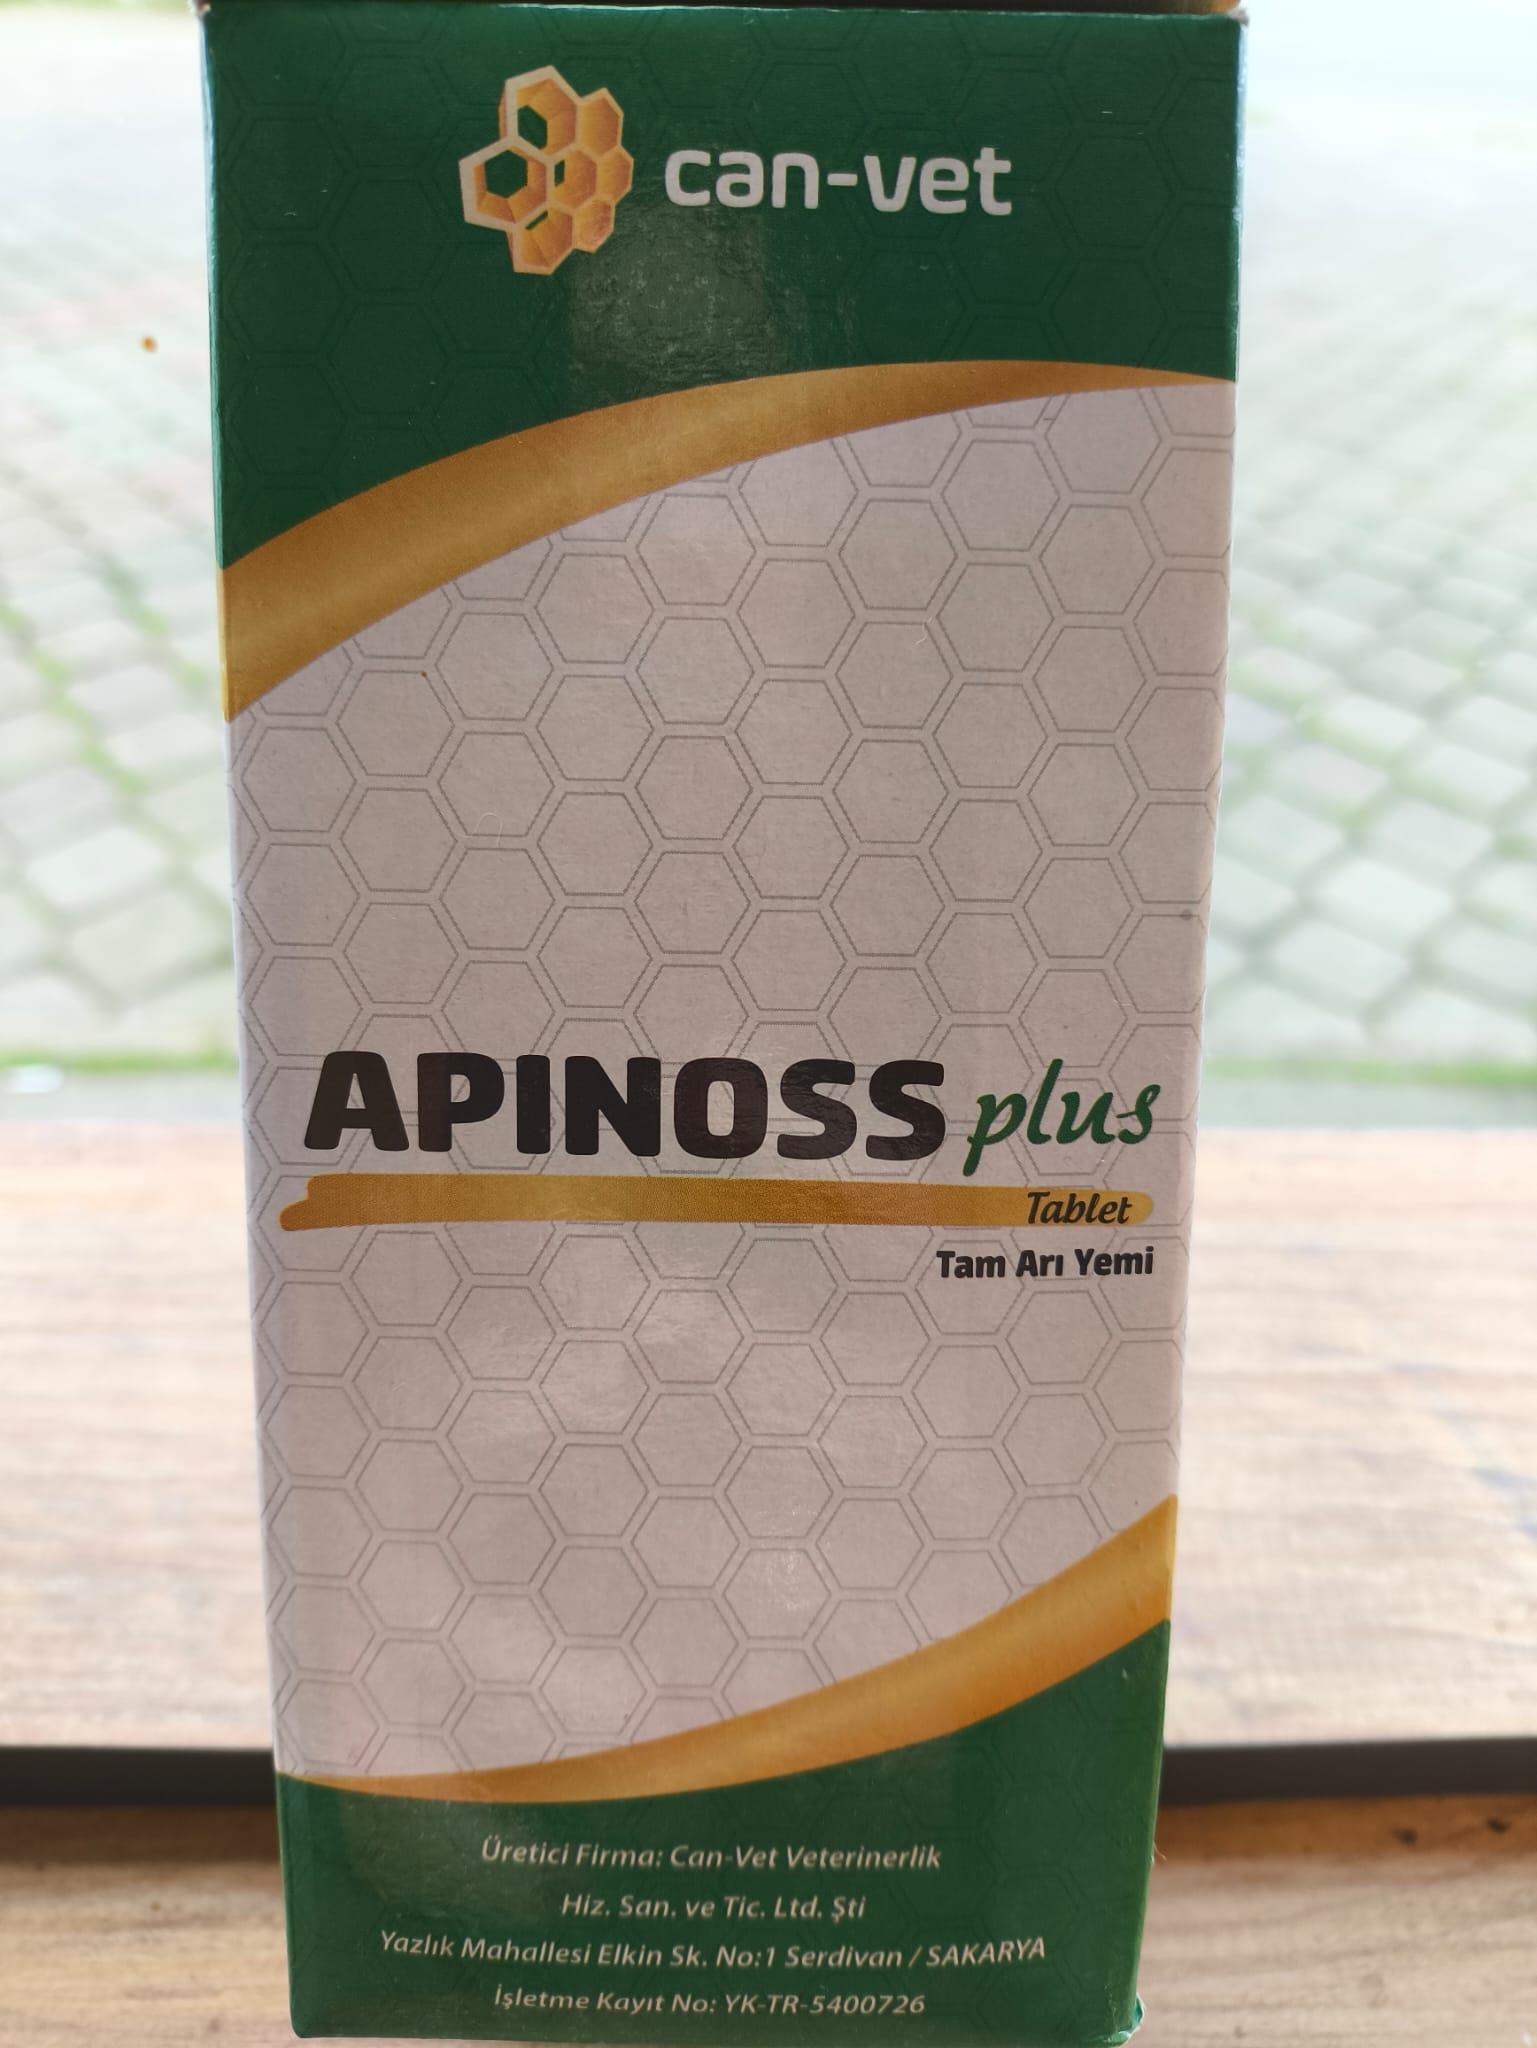 can-vet
APINOSS plus
Tablet
Tam Arı Yemi
Üretici Firma: Can-Vet Veterinerlik
Hiz. San. ve Tic. Ltd. Şti
Yazlık Mahallesi Elkin Sk. No:1 Serdivan / SAKARYA
İşletme Kayıt No: YK-TR-5400726